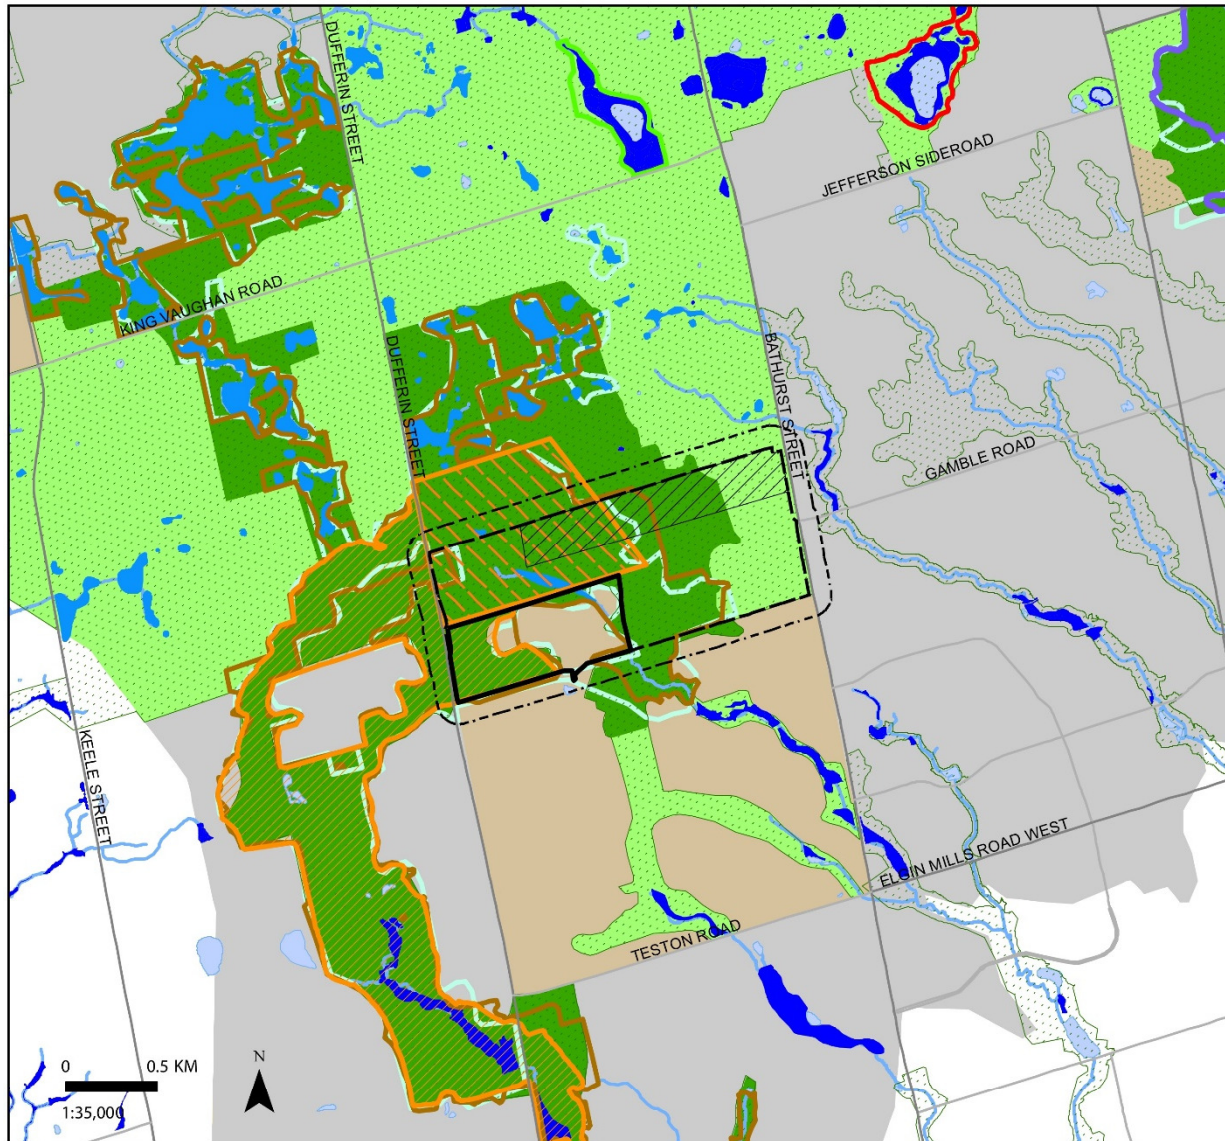 DUFFERIN STREET
JEFFERSON SIDEROAD
KING VAUGHAN ROAD
DUFFERIN STREET
BATHURST STREET
GAMBLE ROAD
KEELE STREET
ELGIN MILLS ROAD WEST
TESTON ROAD
0 0.5 KM
N
1:35,000